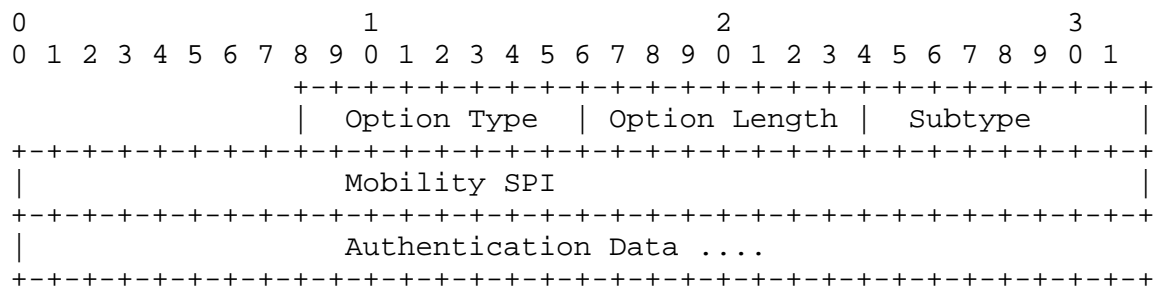 0                   1                   2                   3
0 1 2 3 4 5 6 7 8 9 0 1 2 3 4 5 6 7 8 9 0 1 2 3 4 5 6 7 8 9 0 1
                +-+-+-+-+-+-+-+-+-+-+-+-+-+-+-+-+-+-+-+-+-+-+-+-+
                | Option Type  | Option Length |  Subtype      |
+-+-+-+-+-+-+-+-+-+-+-+-+-+-+-+-+-+-+-+-+-+-+-+-+-+-+-+-+-+-+-+-+
|                  Mobility SPI                                 |
+-+-+-+-+-+-+-+-+-+-+-+-+-+-+-+-+-+-+-+-+-+-+-+-+-+-+-+-+-+-+-+-+
|                  Authentication Data ....
+-+-+-+-+-+-+-+-+-+-+-+-+-+-+-+-+-+-+-+-+-+-+-+-+-+-+-+-+-+-+-+-+